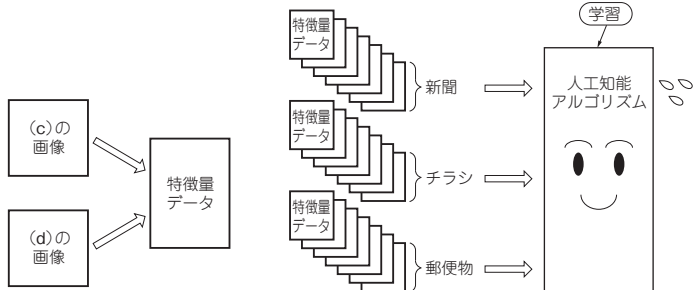 (c)の
画像
(d)の
画像
特徴量
データ
特徴量
データ
新聞
特徴量
データ
チラシ
特徴量
データ
郵便物
学習
人工知能
アルゴリズム